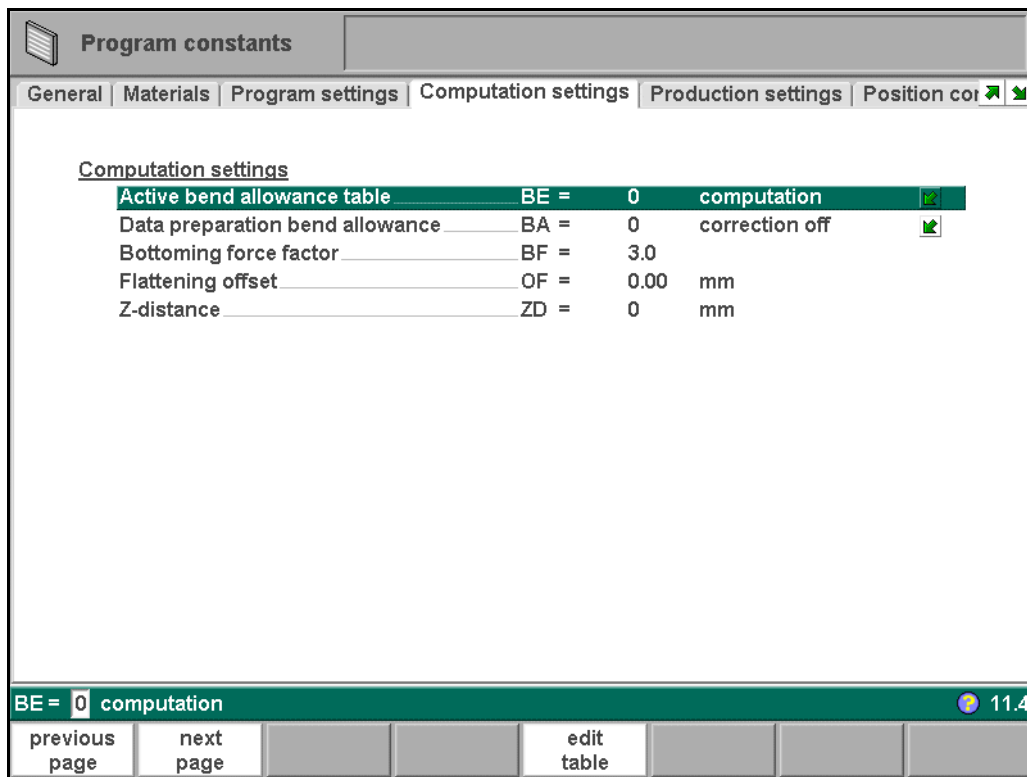 Program constants
General Materials Program settings Computation settings Production settings Position cor
Computation settings
Active bend allowance table BE = 0 computation
Data preparation bend allowance BA = 0 correction off
Bottoming force factor BF = 3.0
Flattening offset OF = 0.00 mm
Z-distance ZD = 0 mm
BE = 0 computation ? 11.4
previous page next page edit table